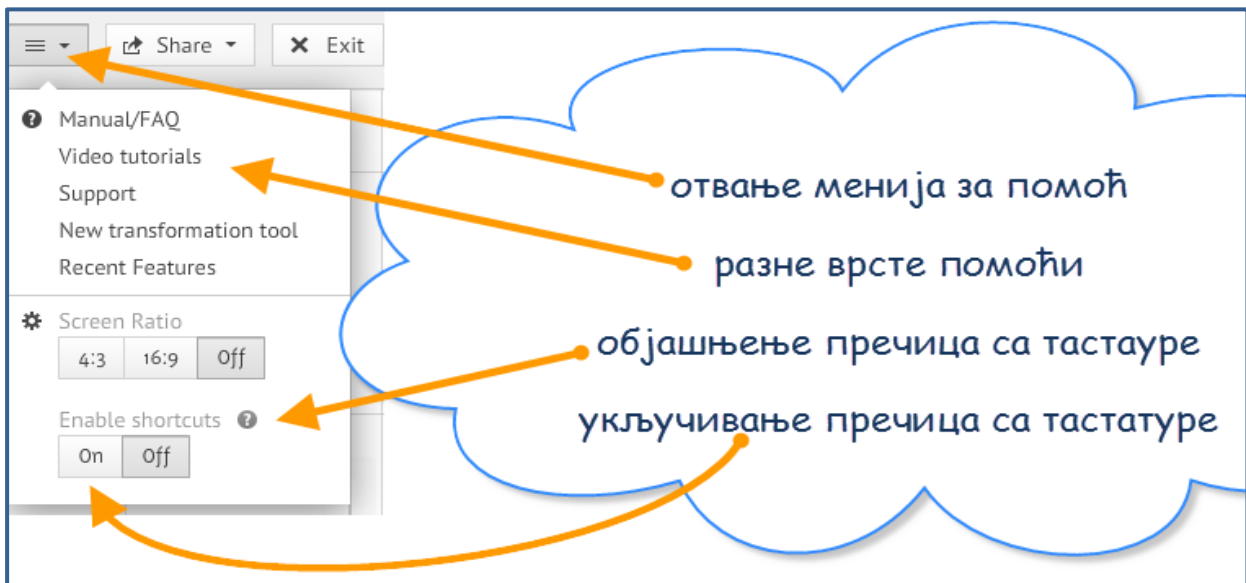 Share
Exit
Manual/FAQ
Video tutorials
Support
New transformation tool
Recent Features
Screen Ratio
4:3 16:9 Off
Enable shortcuts
On Off
отвање менија за помоћ
разне врсте помоћи
објашњење пречица са тастауре
укључивање пречица са тастатуре